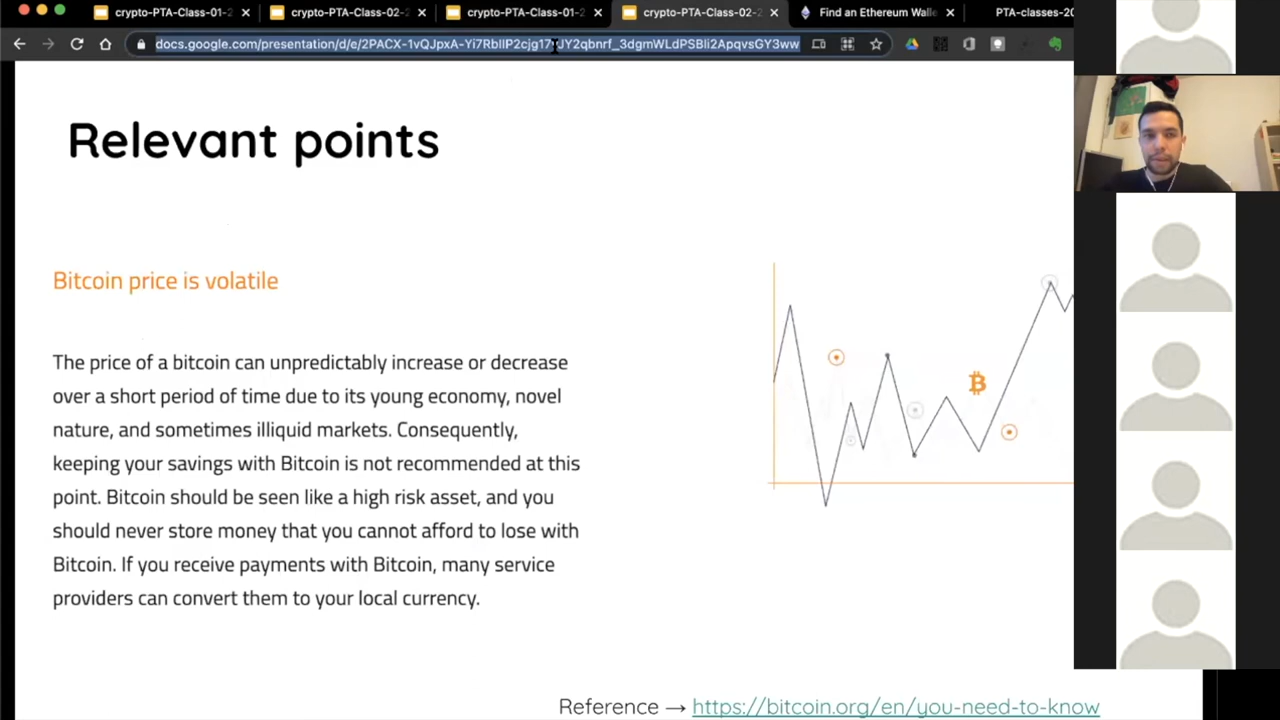 crypto-PTA-Class-01-2
crypto-PTA-Class-02-
crypto-PTA-Class-01-2
crypto-PTA-Class-02-2
Find an Ethereum Walle
PTA-classes-20
Relevant points
Bitcoin price is volatile
The price of a bitcoin can unpredictably increase or decrease
over a short period of time due to its young economy, novel
nature, and sometimes illiquid markets. Consequently,
keeping your savings with Bitcoin is not recommended at this
point. Bitcoin should be seen like a high risk asset, and you
should never store money that you cannot afford to lose with
Bitcoin. If you receive payments with Bitcoin, many service
providers can convert them to your local currency.
Reference → https://bitcoin.org/en/you-need-to-know